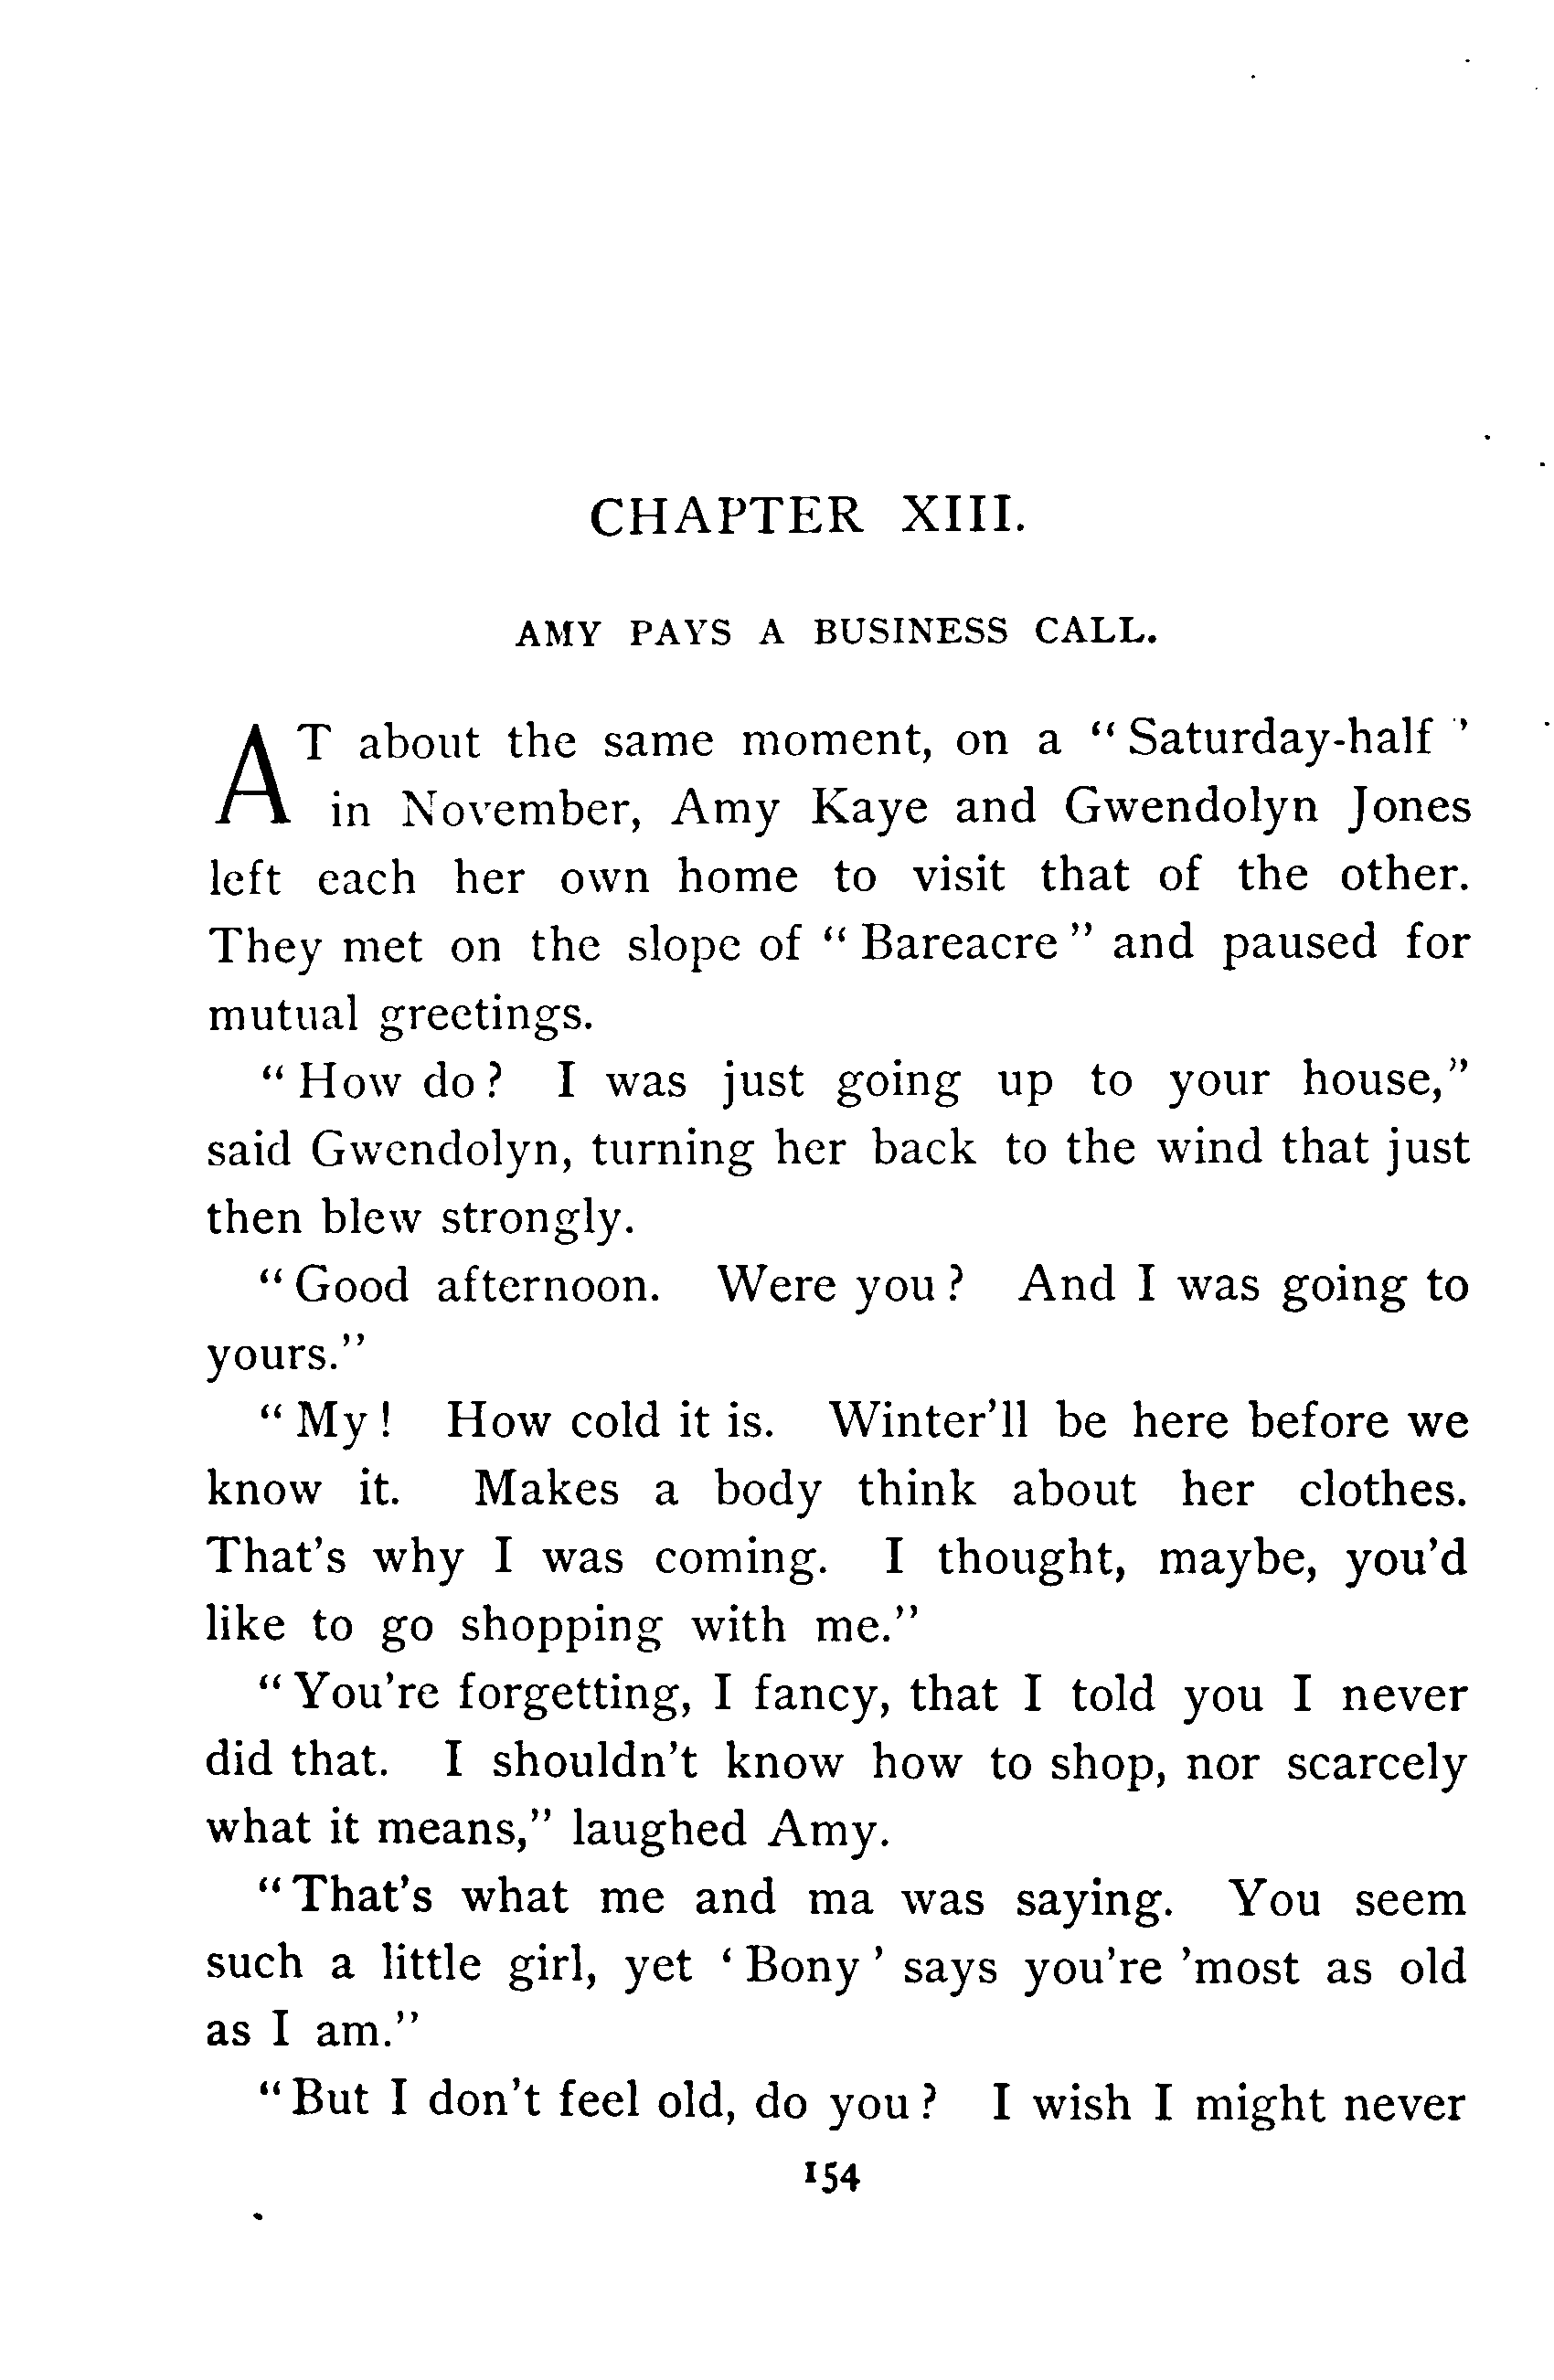 CHAPTER XIII.
AMY PAYS A BUSINESS CALL.
AT about the same moment, on a “ Saturday-half ”
in November, Amy Kaye and Gwendolyn Jones
left each her own home to visit that of the other.
They met on the slope of “ Bareacre ” and paused for
mutual greetings.
“ How do ? I was just going up to your house,”
said Gwendolyn, turning her back to the wind that just
then blew strongly.
“ Good afternoon. Were you ? And I was going to
yours.”
“ My ! How cold it is. Winter’ll be here before we
know it. Makes a body think about her clothes.
That’s why I was coming. I thought, maybe, you’d
like to go shopping with me.”
“ You’re forgetting, I fancy, that I told you I never
did that. I shouldn’t know how to shop, nor scarcely
what it means,” laughed Amy.
“ That’s what me and ma was saying. You seem
such a little girl, yet ‘ Bony ’ says you’re ’most as old
as I am.”
“ But I don’t feel old, do you ? I wish I might never
154